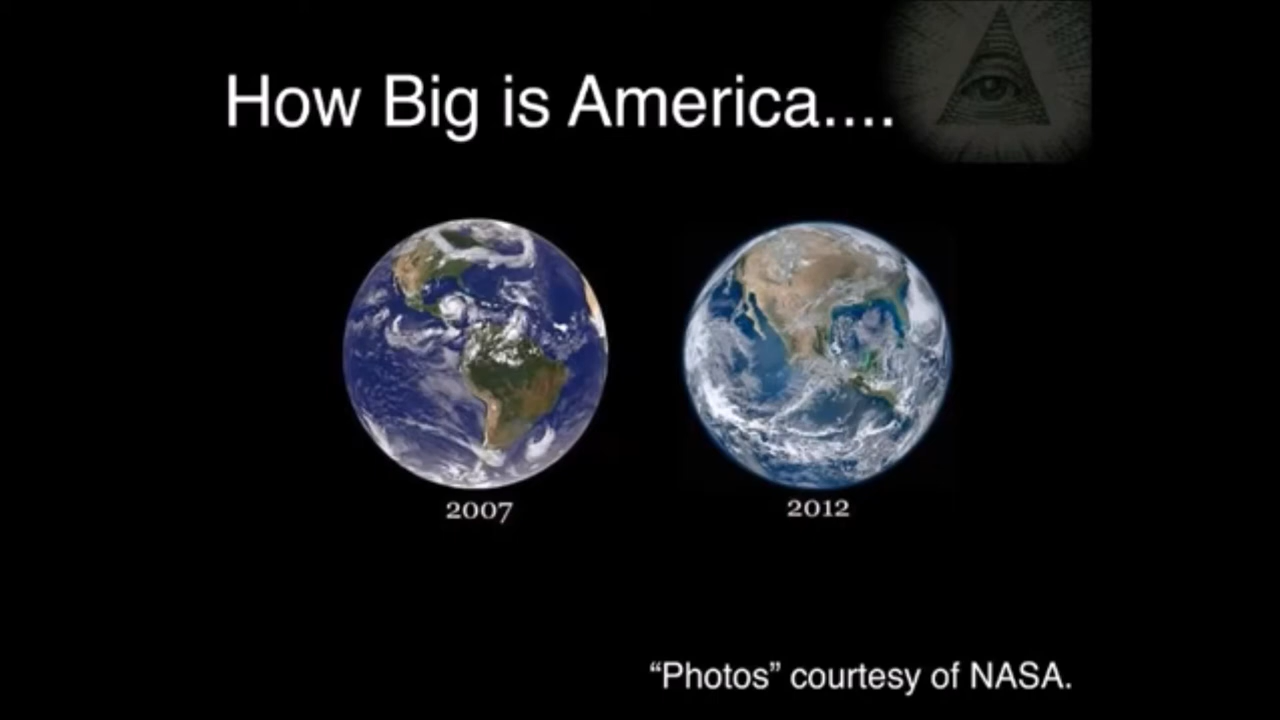 How Big is America....
2007
2012
“Photos” courtesy of NASA.